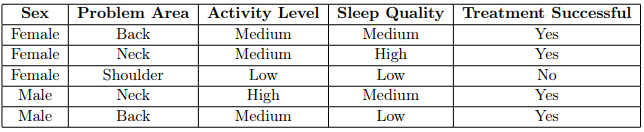 Sex Problem Area Activity Level Sleep Quality Treatment Successful
Female Back Medium Medium Yes
Female Neck Medium High Yes
Female Shoulder Low Low No
Male Neck High Medium Yes
Male Back Medium Low Yes